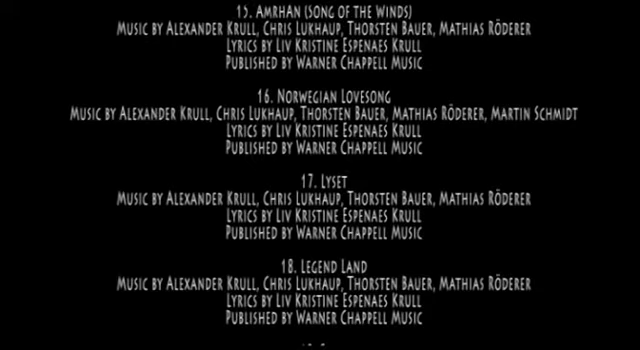 15. Amrhan (Song of the Winds)
Music by Alexander Krull, Chris Lukhaup, Thorsten Bauer, Mathias Röderer
Lyrics by Liv Kristine Espenaes Krull
Published by Warner Chappell Music
16. Norwegian Lovesong
Music by Alexander Krull, Chris Lukhaup, Thorsten Bauer, Mathias Röderer, Martin Schmidt
Lyrics by Liv Kristine Espenaes Krull
Published by Warner Chappell Music
17. Lyset
Music by Alexander Krull, Chris Lukhaup, Thorsten Bauer, Mathias Röderer
Lyrics by Liv Kristine Espenaes Krull
Published by Warner Chappell Music
18. Legend Land
Music by Alexander Krull, Chris Lukhaup, Thorsten Bauer, Mathias Röderer
Lyrics by Liv Kristine Espenaes Krull
Published by Warner Chappell Music